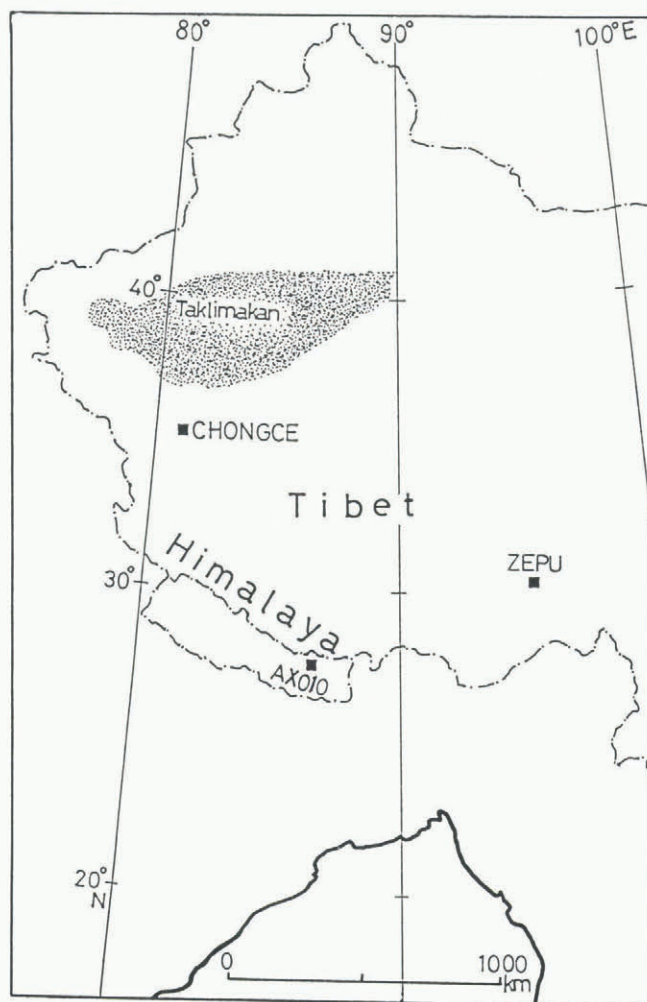 80° 90° 100°E
40°
Taklimakan
CHONGCE
Tibet
Himalaya
30°
ZEPU
AX010
20°
N
0 1000
km